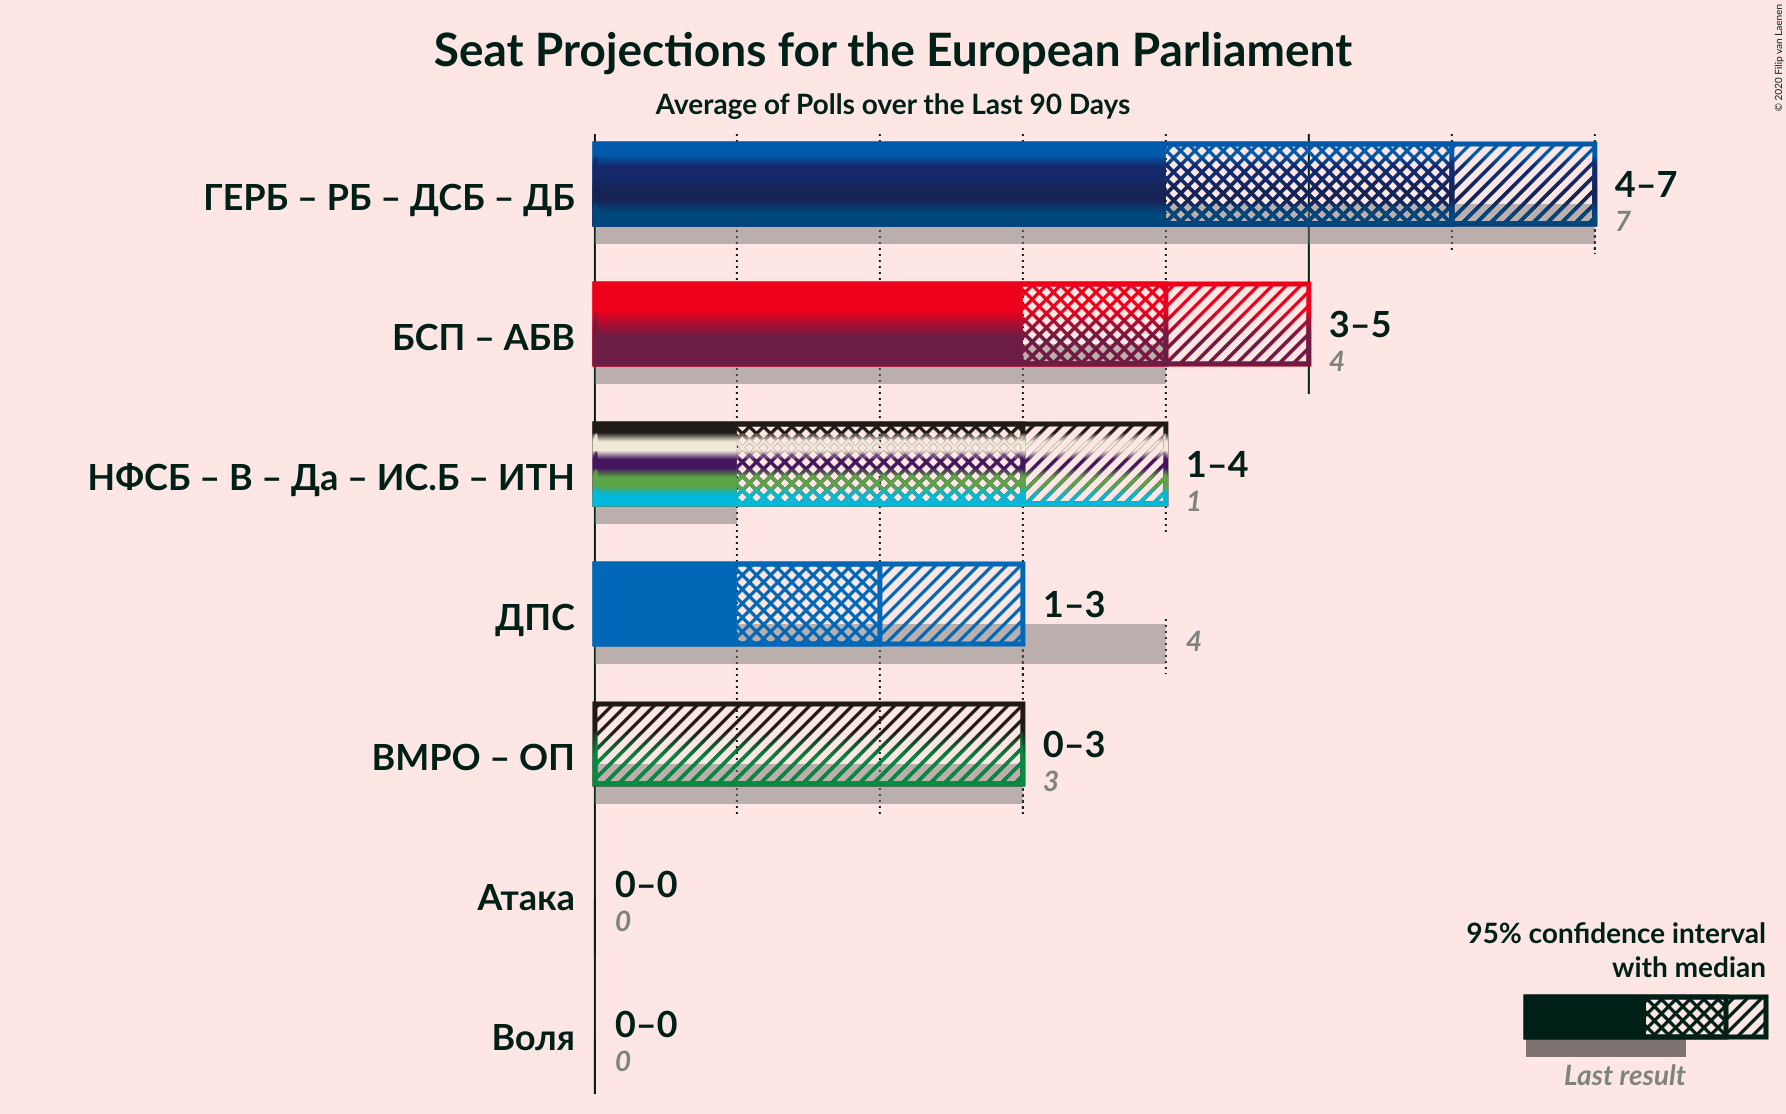 Seat Projections for the European Parliament
Average of Polls over the Last 90 Days
© 2020 Filip van Laenen
ГЕРБ – РБ – ДСБ – ДБ
4–7
7
БСП – АБВ
3–5
4
НФСБ – В – Да – ИС.Б – ИТН
1–4
1
ДПС
1–3
4
ВМРО – ОП
0–3
3
Атака
0–0
0
Воля
0–0
0
95% confidence interval
with median
Last result